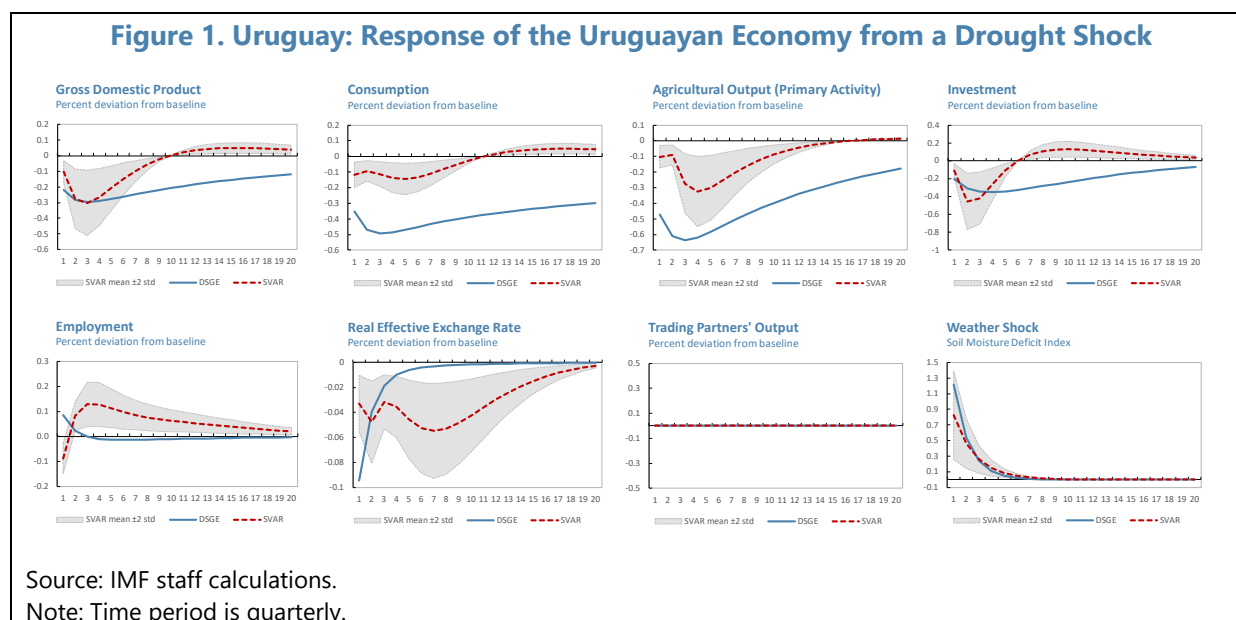 Figure 1. Uruguay: Response of the Uruguayan Economy from a Drought Shock
Gross Domestic Product
Percent deviation from baseline
0.2
0.1
0
-0.1
-0.2
-0.3
-0.4
-0.5
-0.6
1 2 3 4 5 6 7 8 9 10 11 12 13 14 15 16 17 18 19 20
SVAR mean ±2 std DSGE SVAR
Consumption
Percent deviation from baseline
0.2
0.1
0
-0.1
-0.2
-0.3
-0.4
-0.5
-0.6
1 2 3 4 5 6 7 8 9 10 11 12 13 14 15 16 17 18 19 20
SVAR mean ±2 std DSGE SVAR
Agricultural Output (Primary Activity)
Percent deviation from baseline
0.1
0
-0.1
-0.2
-0.3
-0.4
-0.5
-0.6
-0.7
1 2 3 4 5 6 7 8 9 10 11 12 13 14 15 16 17 18 19 20
SVAR mean ±2 std DSGE SVAR
Investment
Percent deviation from baseline
0.4
0.2
0
-0.2
-0.4
-0.6
-0.8
-1
1 2 3 4 5 6 7 8 9 10 11 12 13 14 15 16 17 18 19 20
SVAR mean ±2 std DSGE SVAR
Employment
Percent deviation from baseline
0.3
0.2
0.1
0.0
-0.1
-0.2
1 2 3 4 5 6 7 8 9 10 11 12 13 14 15 16 17 18 19 20
SVAR mean ±2 std DSGE SVAR
Real Effective Exchange Rate
Percent deviation from baseline
0
-0.02
-0.04
-0.06
-0.08
-0.1
1 2 3 4 5 6 7 8 9 10 11 12 13 14 15 16 17 18 19 20
SVAR mean ±2 std DSGE SVAR
Trading Partners' Output
Percent deviation from baseline
0.5
0.3
0.1
-0.1
-0.3
-0.5
1 2 3 4 5 6 7 8 9 10 11 12 13 14 15 16 17 18 19 20
SVAR mean ±2 std DSGE SVAR
Weather Shock
Soil Moisture Deficit Index
1.5
1.3
1.1
0.9
0.7
0.5
0.3
0.1
-0.1
1 2 3 4 5 6 7 8 9 10 11 12 13 14 15 16 17 18 19 20
SVAR mean ±2 std DSGE SVAR
Source: IMF staff calculations.
Note: Time period is quarterly.